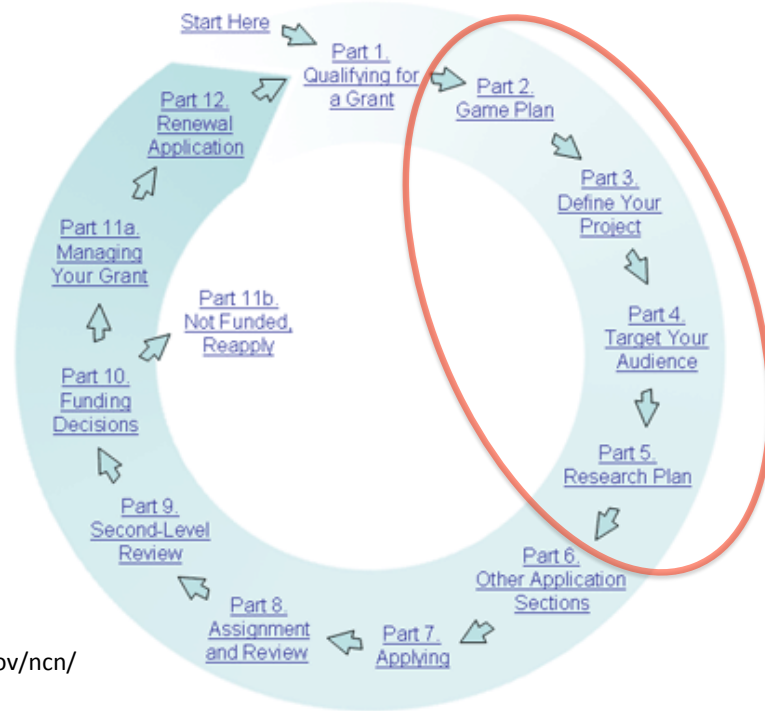 Start Here
Part 1.
Qualifying for
a Grant
Part 2.
Game Plan
Part 3.
Define Your
Project
Part 4.
Target Your
Audience
Part 5.
Research Plan
Part 6.
Other Application
Sections
Part 7.
Applying
Part 8.
Assignment
and Review
Part 9.
Second-Level
Review
Part 10.
Funding
Decisions
Part 11a.
Managing
Your Grant
Part 11b.
Not Funded,
Reapply
Part 12.
Renewal
Application
ov/ncn/